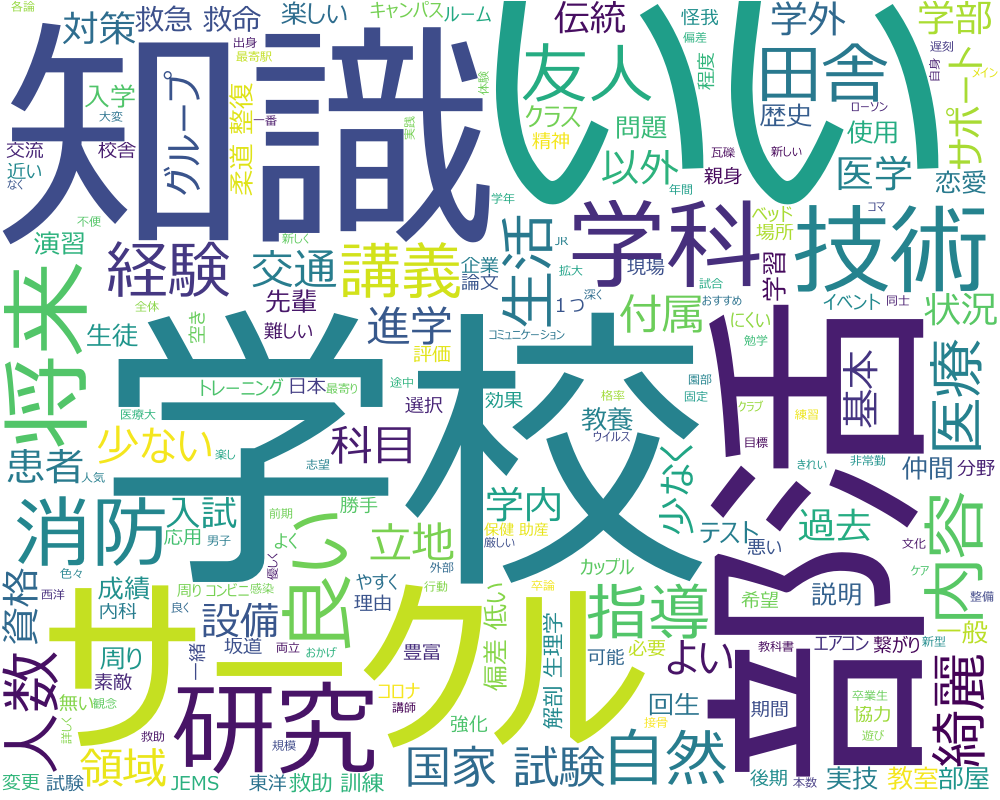 各論
対策
救急
救命
楽しい
キャンパス
ルーム
伝統
学外
怪我
偏差
学部
出身
最寄駅
知識
いい
友人
田舎
程度
遅刻
自身
メイン
サポート
入学
大変
グループ
柔道
整復
一番
体験
実践
クラス
精神
問題
歴史
ローソン
使用
交流
校舎
近い
なく
以外
瓦礫
親身
新しい
医学
恋愛
学年
年間
不便
演習
新しく
経験
交通
講義
企業
論文
生活
JR
学科
ベッド
場所
コマ
技術
現場
拡大
試合
深く
おすすめ
学習
イベント
同士
先輩
難しい
全休
空き
1つ
付属
にくい
勉学
状況
将来
生徒
進学
コミュニケーション
評価
学校
部活
基本
医療
トレーニング
日本
最寄り
途中
選択
効果
格率
教養
ウイルス
園部
固定
クラブ
練習
目標
きれい
非常勤
仲間
分野
医療大
少ない
科目
楽し
志望
患者
人気
カップル
少なく
テスト
悪い
過去
文化
内容
消防
入試
応用
男子
前期
よく
勝手
立地
外部
学内
保健
助産
厳しい
資格
色々
西洋
成績
内科
設備
良い
周り
コンビニ
感染
良く
優しく
やすく
理由
行動
卒論
低い
偏差
指導
希望
説明
ケア
整備
一般
サークル
人数
周り
素敵
坂道
両立
一緒
おかげ
豊富
生理学
解剖
可能
必要
よい
教科書
エアコン
繋がり
新型
綺麗
無い
観念
詳しく
救助
研究
規模
コロナ
講師
強化
接骨
回生
期間
卒業生
協力
遊び
変更
試験
領域
JEMS
東洋
救助
訓練
国家
試験
自然
後期
本数
実技
教室
部屋